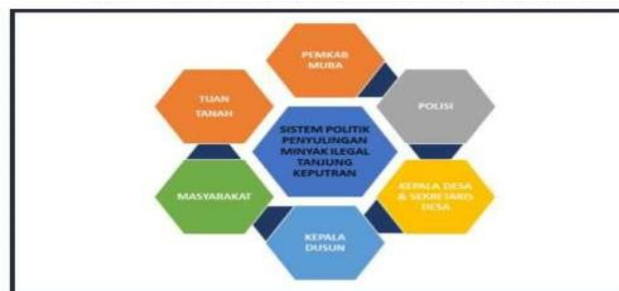 PEMKAB
MUBA
TUAN
TANAH
POLISI
SISTEM POLITIK
PENYULINGAN
MINYAK ILEGAL
TANJUNG
KEPUTRAN
MASYARAKAT
KEPALA DESA
& SEKRETARIS
DESA
KEPALA
DUSUN